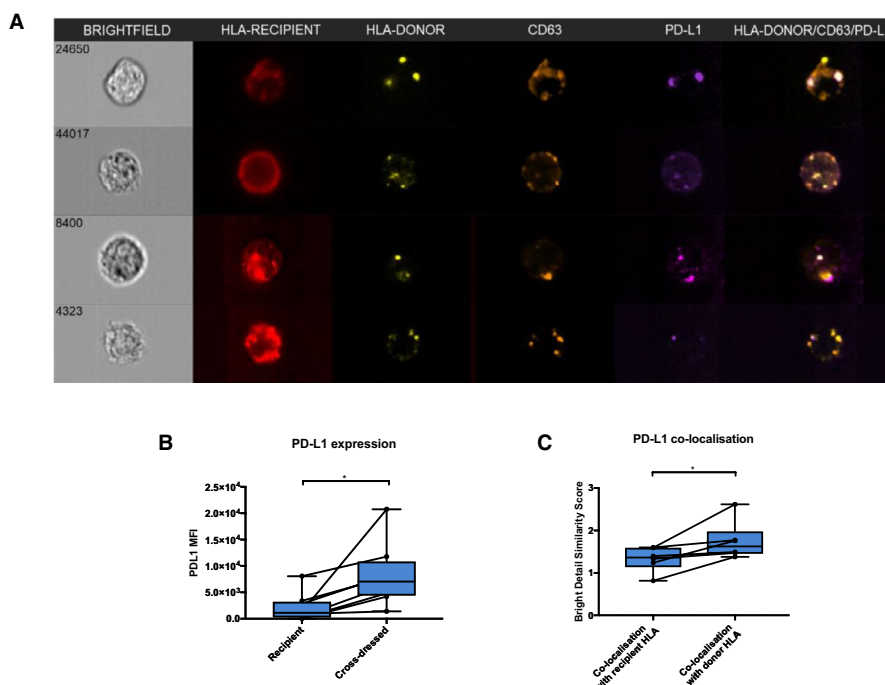 A
BRIGHTFIELD HLA-RECIPIENT HLA-DONOR CD63 PD-L1 HLA-DONOR/CD63/PD-L
24650
44017
8400
4323
B
PD-L1 expression
*
PDL1 MFI
2.5×10⁴
2.0×10⁴
1.5×10⁴
1.0×10⁴
5.0×10³
0.0
Recipient
Cross-dressed
C
PD-L1 co-localisation
*
Bright Detail Similarity Score
3
2
1
0
Co-localisation
with recipient HLA
Co-localisation
with donor HLA